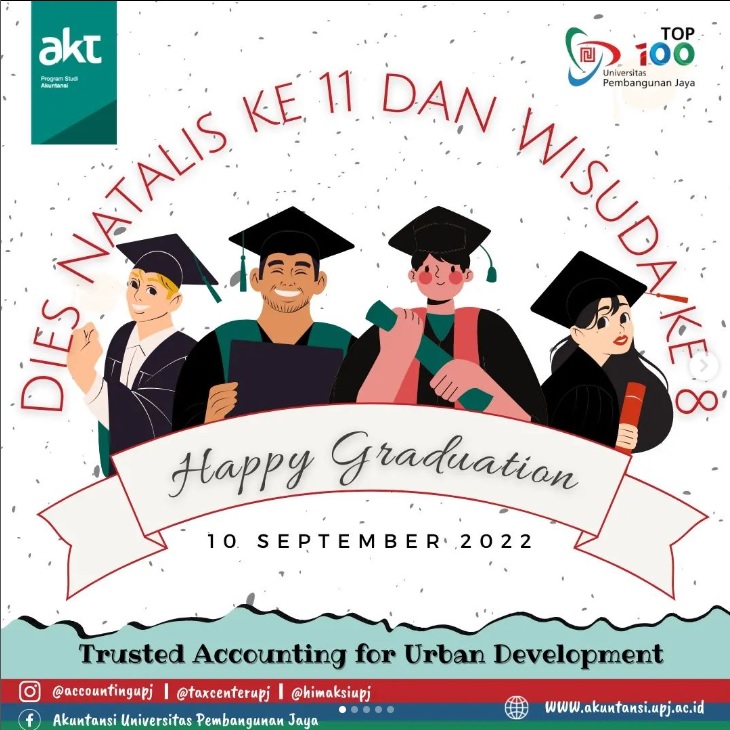 akt
Program Studi
Akuntansi
TOP
100
Universitas
Pembangunan Jaya
DIES NATALIS KE 11 DAN WISUDA KE 8
Happy Graduation
10 SEPTEMBER 2022
Trusted Accounting for Urban Development
@accountingupj | @taxcenterupj | @himaksiupj
Akuntansi Universitas Pembangunan Jaya
WWW.akuntansi.upj.ac.id